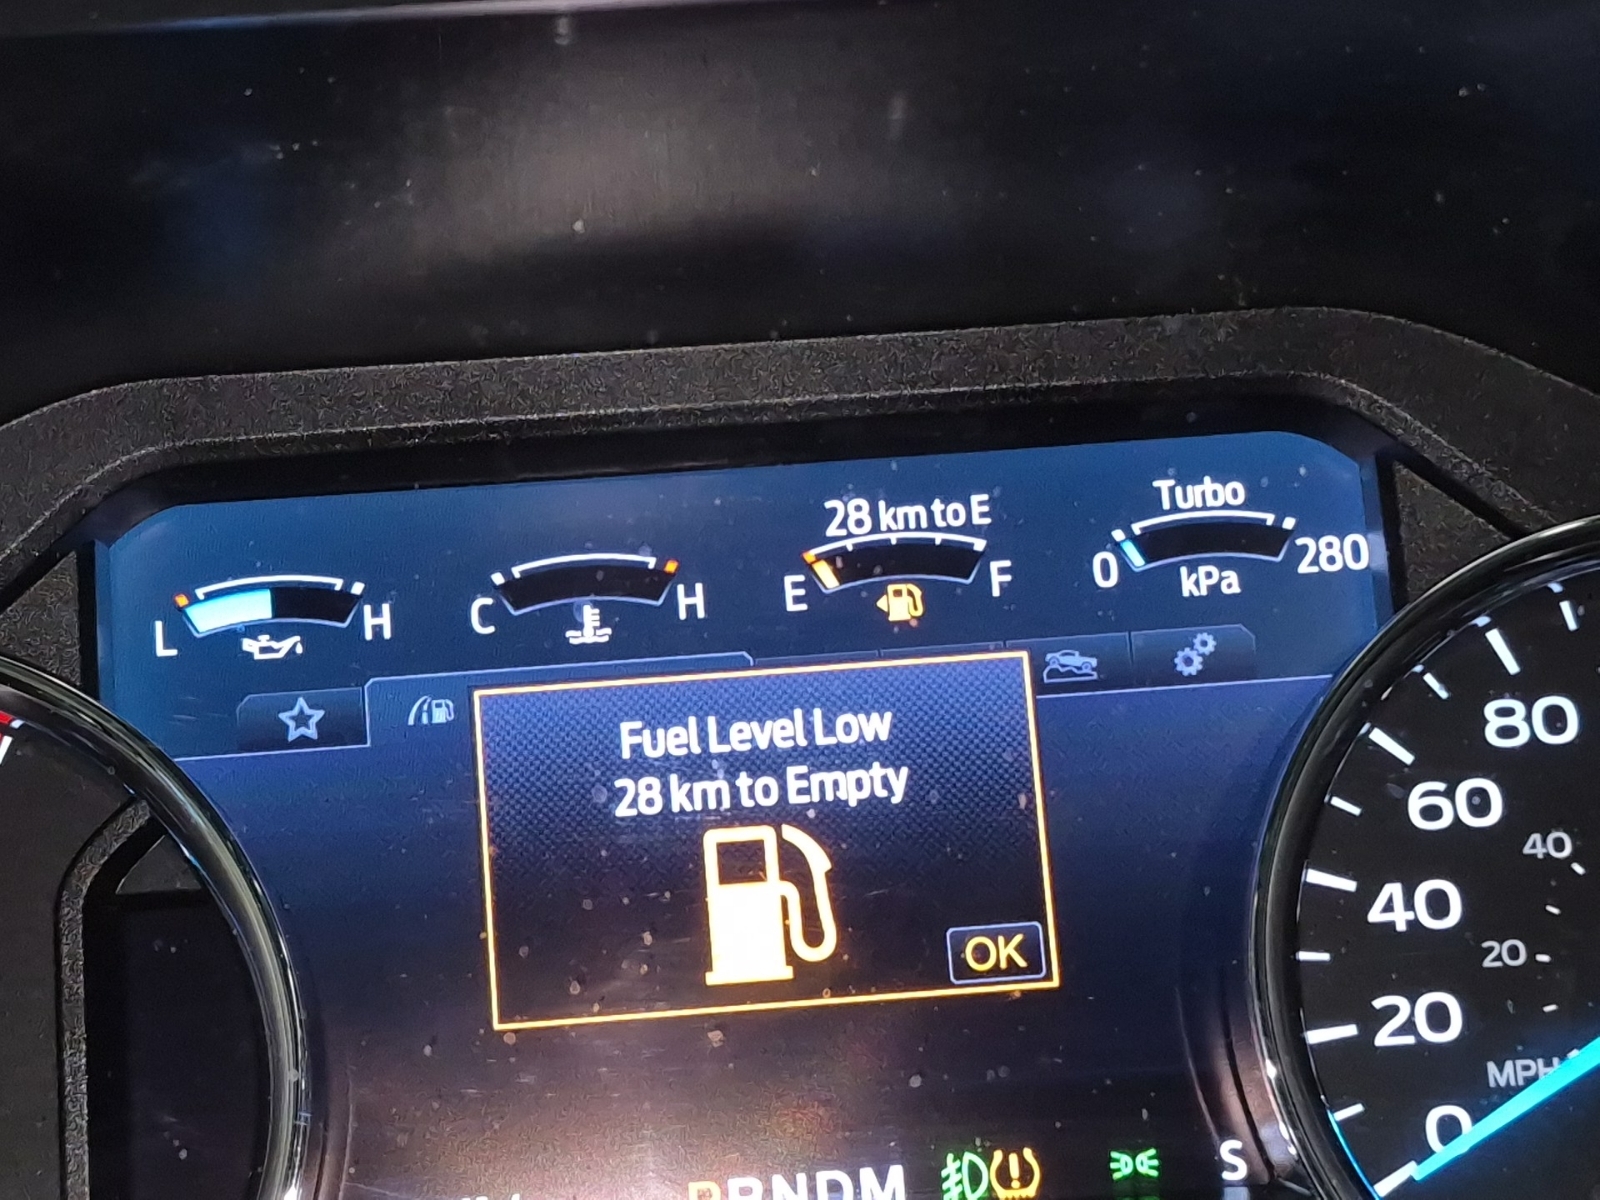 Turbo
28 km to E
0
280
E
F
kPa
C
H
L
H
Fuel Level Low
28 km to Empty
OK
80
60
40
40
20
20
MPH
0
PRNDM
S